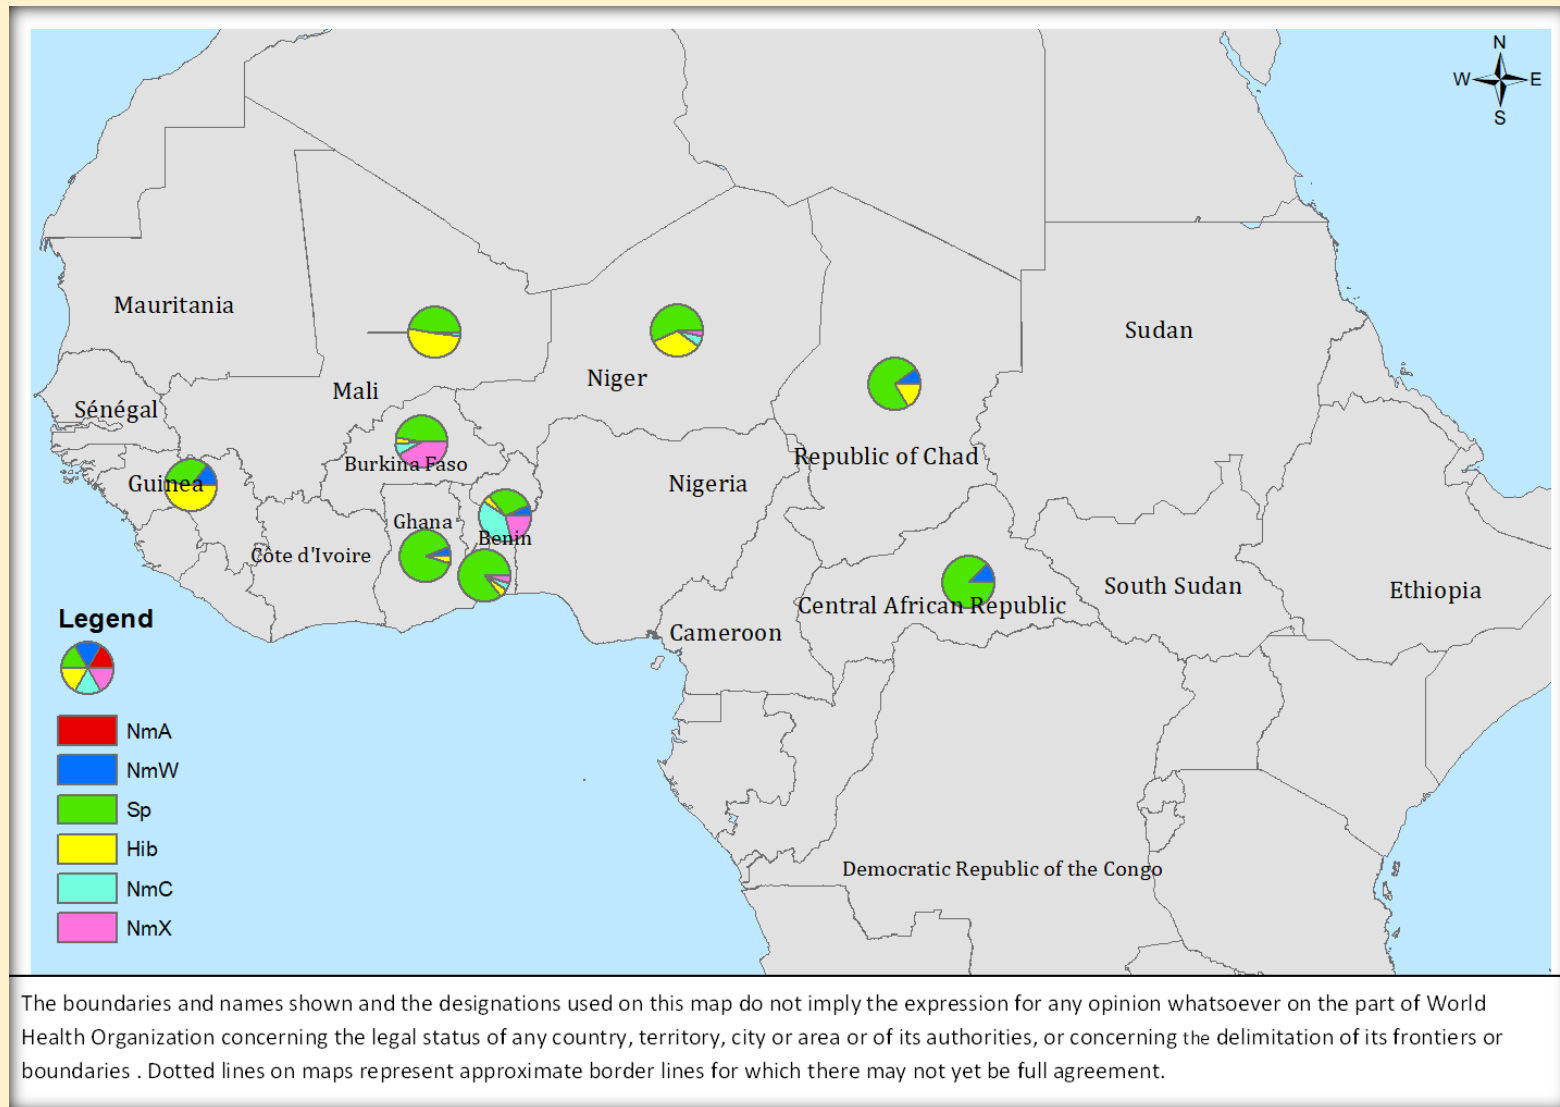 N
W E
S
Mauritania
Sudan
Niger
Mali
Sénégal
Republic of Chad
Burkina Faso
Guinea
Nigeria
Ghana
Benin
Côte d'Ivoire
South Sudan
Ethiopia
Central African Republic
Cameroon
Legend
NmA
NmW
Sp
Hib
NmC
NmX
Democratic Republic of the Congo
The boundaries and names shown and the designations used on this map do not imply the expression for any opinion whatsoever on the part of World
Health Organization concerning the legal status of any country, territory, city or area or of its authorities, or concerning the delimitation of its frontiers or
boundaries . Dotted lines on maps represent approximate border lines for which there may not yet be full agreement.